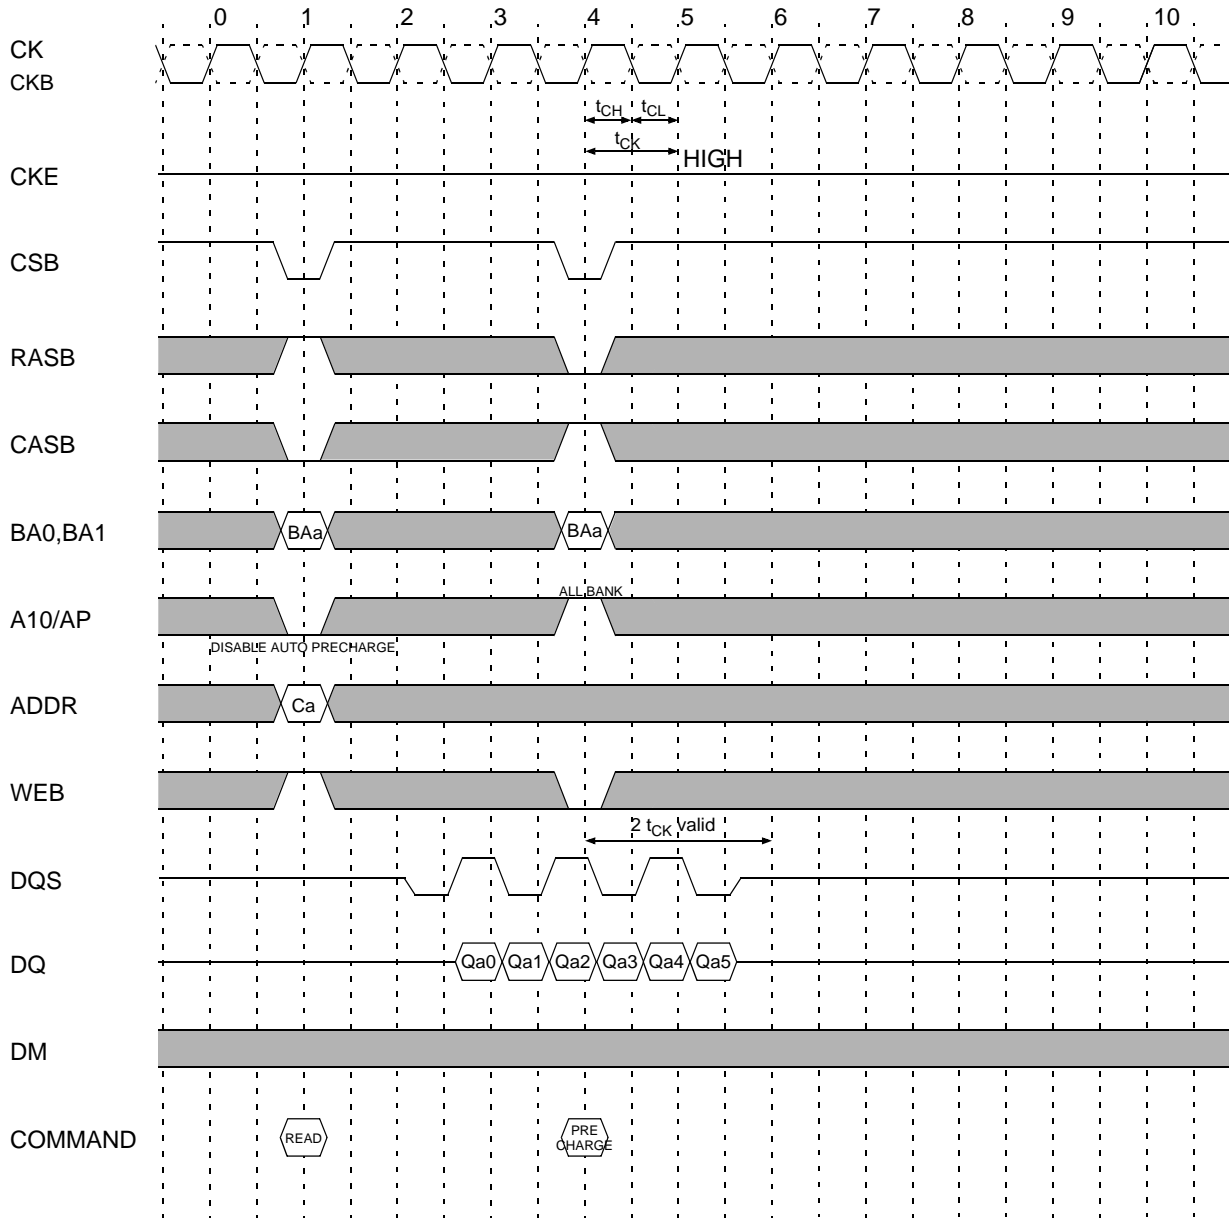 0 1 2 3 4 5 6 7 8 9 10
CK
CKB
tCH tCL
tCK
HIGH
CKE
CSB
RASB
CASB
BA0,BA1 BAa BAa
ALL BANK
A10/AP
DISABLE AUTO PRECHARGE
ADDR Ca
WEB
2 tCK valid
DQS
DQ Qa0 Qa1 Qa2 Qa3 Qa4 Qa5
DM
COMMAND READ PRE
CHARGE